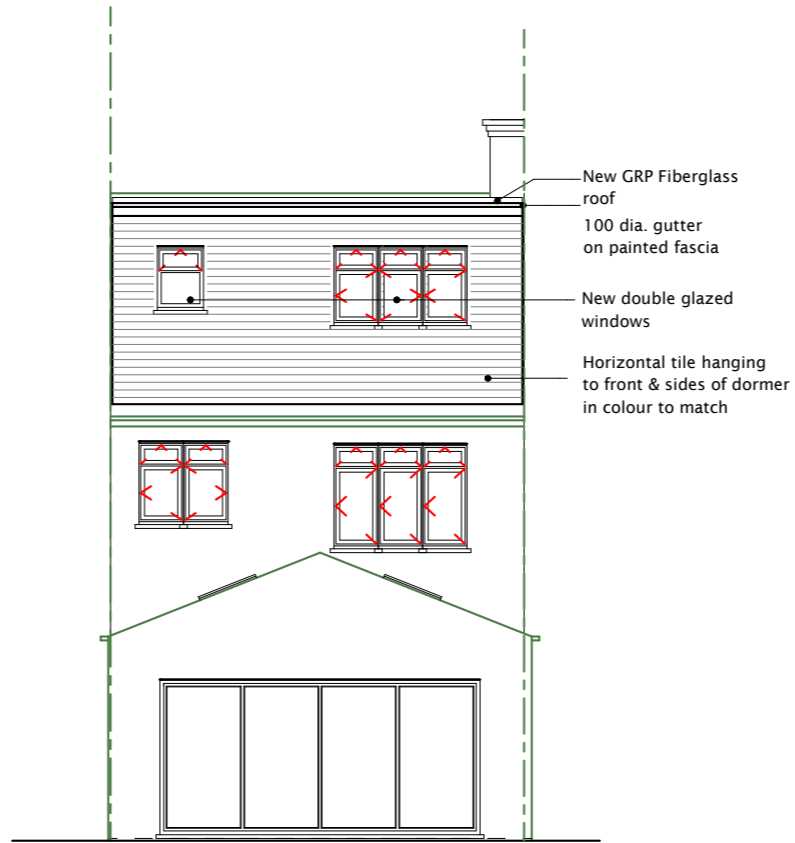 New GRP Fiberglass
roof
100 dia. gutter
on painted fascia
New double glazed
windows
Horizontal tile hanging
to front & sides of dormer
in colour to match